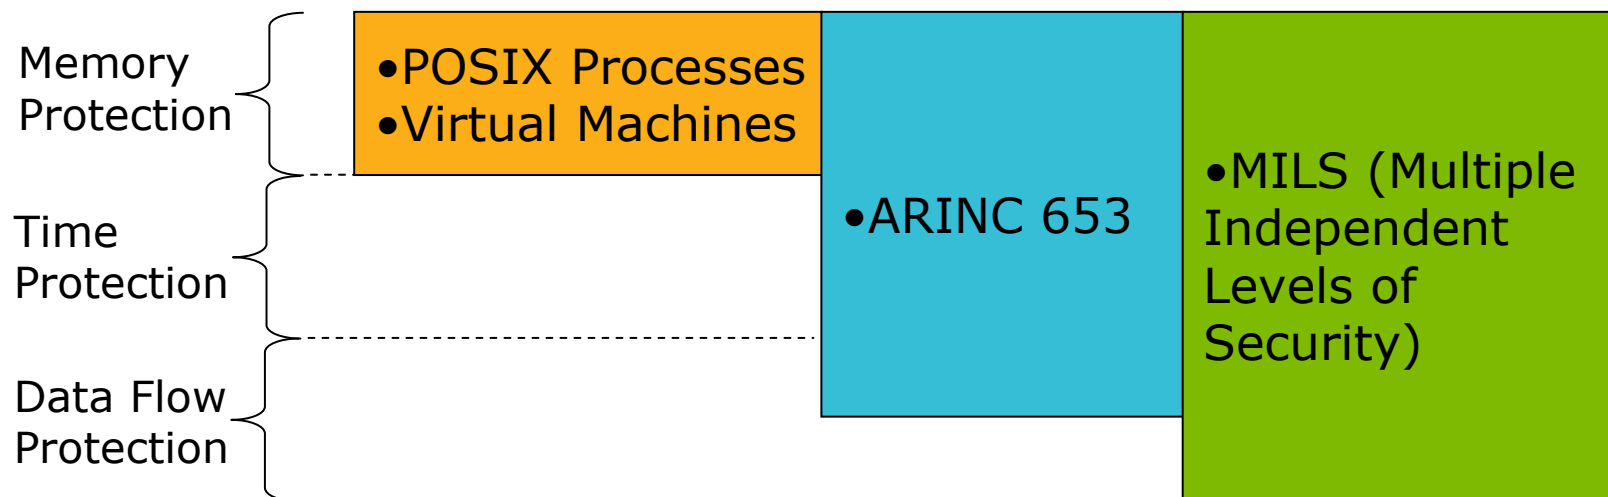 Memory
Protection
•POSIX Processes
•Virtual Machines
Time
Protection
•ARINC 653
•MILS (Multiple
Independent
Levels of
Security)
Data Flow
Protection